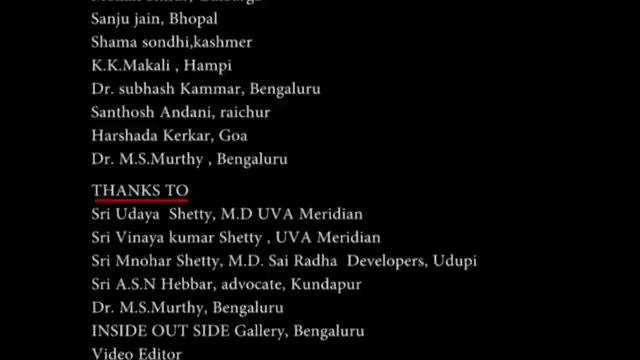 Sanju jain, Bhopal
Shama sondhi,kashmer
K.K.Makali , Hampi
Dr. subhash Kammar, Bengaluru
Santhosh Andani, raichur
Harshada Kerkar, Goa
Dr. M.S.Murthy , Bengaluru
THANKS TO
Sri Udaya  Shetty, M.D UVA Meridian
Sri Vinaya kumar Shetty , UVA Meridian
Sri Mnohar Shetty, M.D. Sai Radha  Developers, Udupi
Sri A.S.N Hebbar, advocate, Kundapur
Dr. M.S.Murthy, Bengaluru
INSIDE OUT SIDE Gallery, Bengaluru
Video Editor